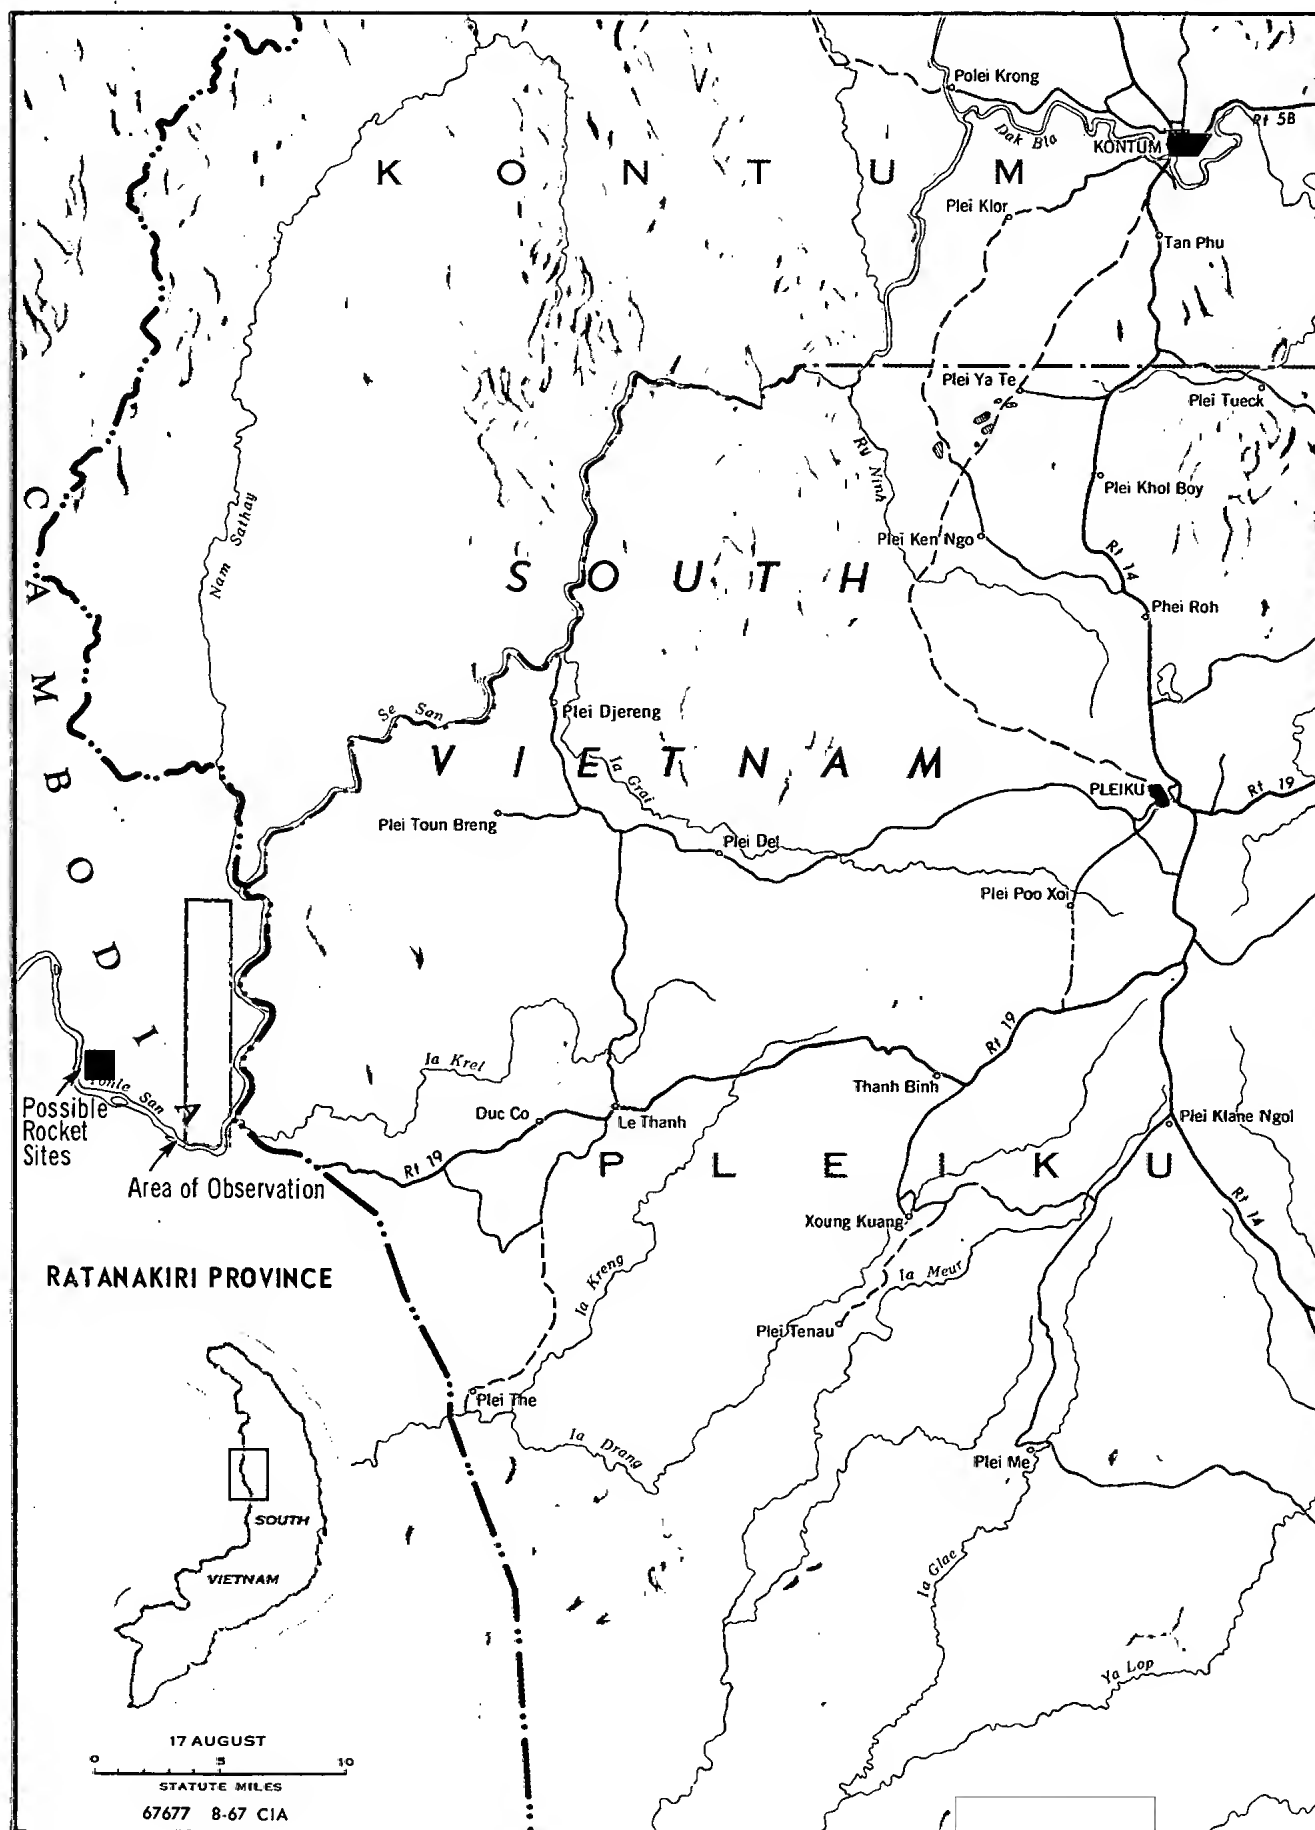 Polei Krong
Rt 5B
Dak Bla
KONTUM
K O N T U M
Plei Klor
Tan Phu
Plei Ya Te
Plei Tueck
Ry Ninh
C A M B O D I A
Nam Sathay
Plei Khol Boy
Plei Ken Ngo
Rt 14
S O U T H
Phei Roh
Se San
Plei Djereng
V I E T N A M
Ia Grai
PLEIKU
Rt 19
Plei Toun Breng
Plei Del
Plei Poo Xoi
Rt 19
Ia Krel
Thanh Binh
Possible
Rocket
Sites
Tonle San
Duc Co
Le Thanh
Plei Klane Ngol
Rt 19
P L E I K U
Area of Observation
Rt 14
Xoung Kuang
RATANAKIRI PROVINCE
Ia Kreng
Ia Meur
Plei Tenau
Plei The
Ia Drang
Plei Me
SOUTH
VIETNAM
Ia Glae
Ya Lop
17 AUGUST
0 5 10
STATUTE MILES
67677 8-67 CIA